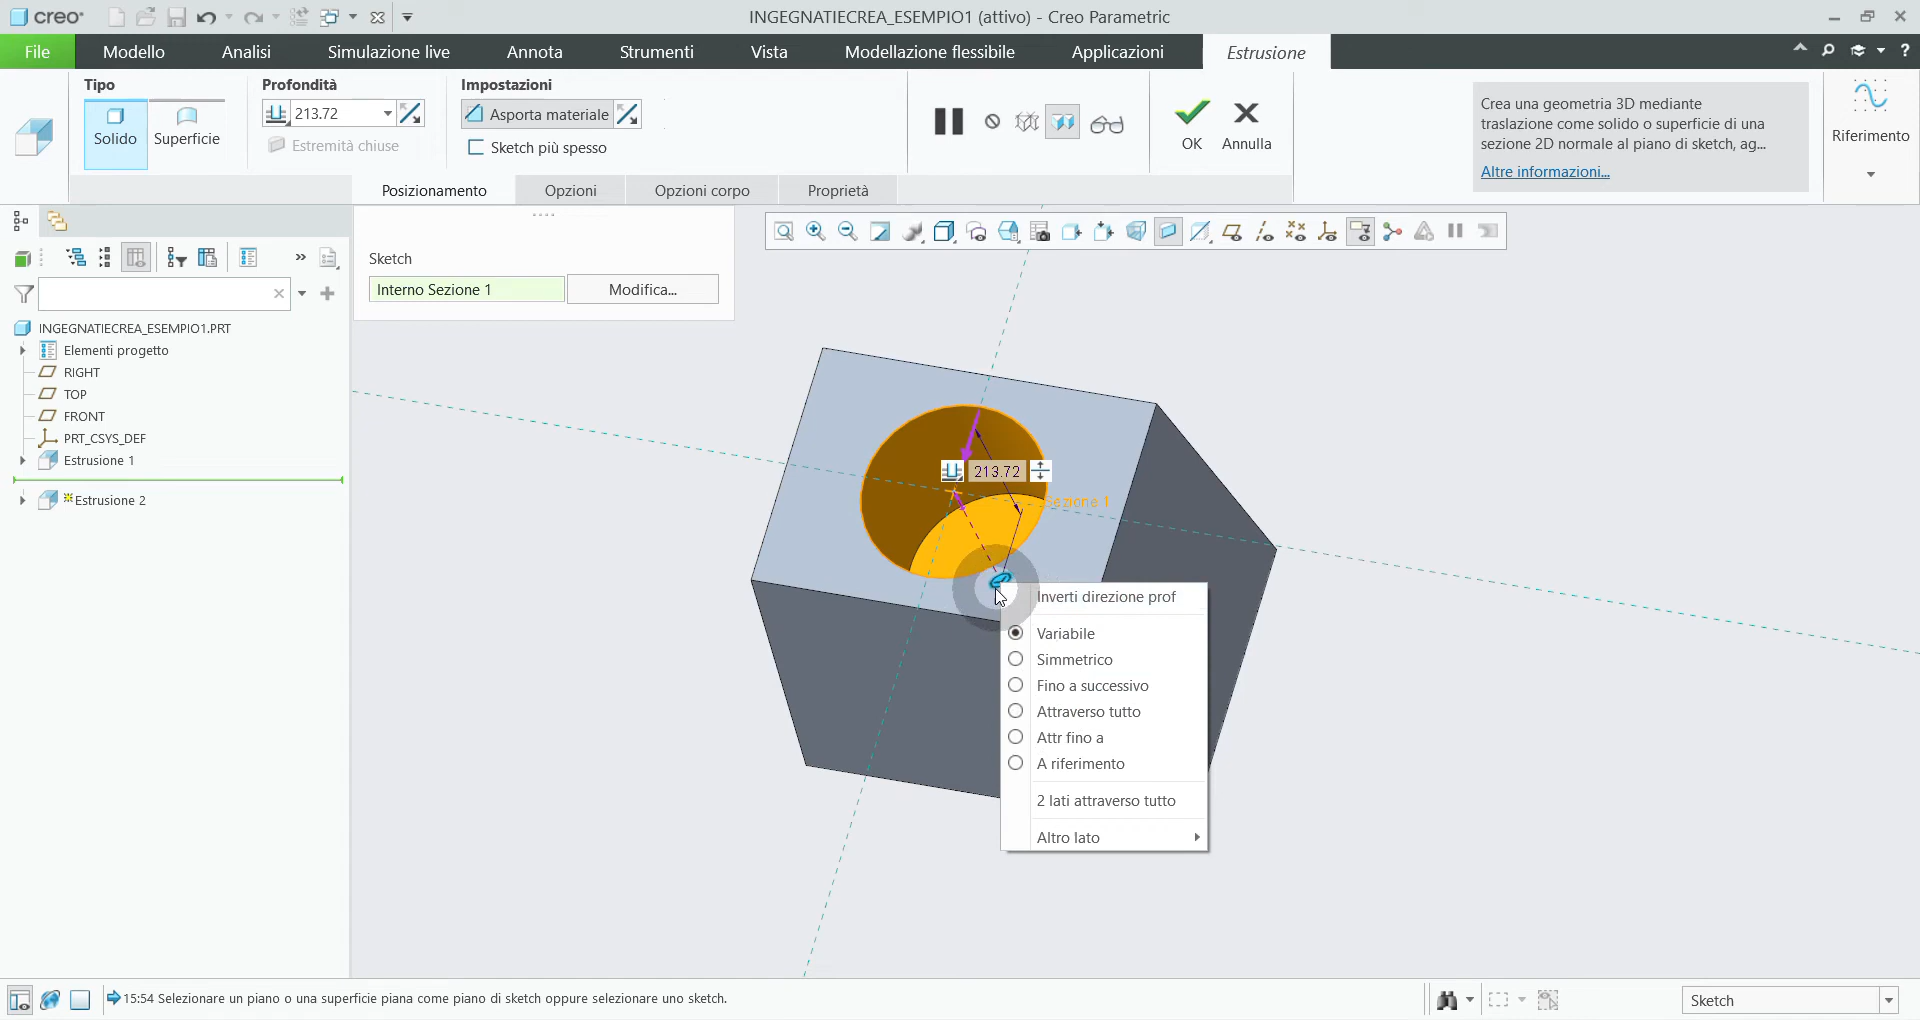 creo
INGEGNATIECREA_ESEMPIO1 (attivo) - Creo Parametric
File
Modello
Analisi
Simulazione live
Annota
Strumenti
Vista
Modellazione flessibile
Applicazioni
Estrusione
Tipo
Solido
Superficie
Profondità
213.72
Estremità chiuse
Impostazioni
Asporta materiale
Sketch più spesso
OK
Annulla
Crea una geometria 3D mediante
traslazione come solido o superficie di una
sezione 2D normale al piano di sketch, ag...
Altre informazioni...
Riferimento
Posizionamento
Opzioni
Opzioni corpo
Proprietà
Sketch
Interno Sezione 1
Modifica...
INGEGNATIECREA_ESEMPIO1.PRT
Elementi progetto
RIGHT
TOP
FRONT
PRT_CSYS_DEF
Estrusione 1
Estrusione 2
213.72
Sezione 1
Inverti direzione prof
Variabile
Simmetrico
Fino a successivo
Attraverso tutto
Attr fino a
A riferimento
2 lati attraverso tutto
Altro lato
15:54 Selezionare un piano o una superficie piana come piano di sketch oppure selezionare uno sketch.
Sketch